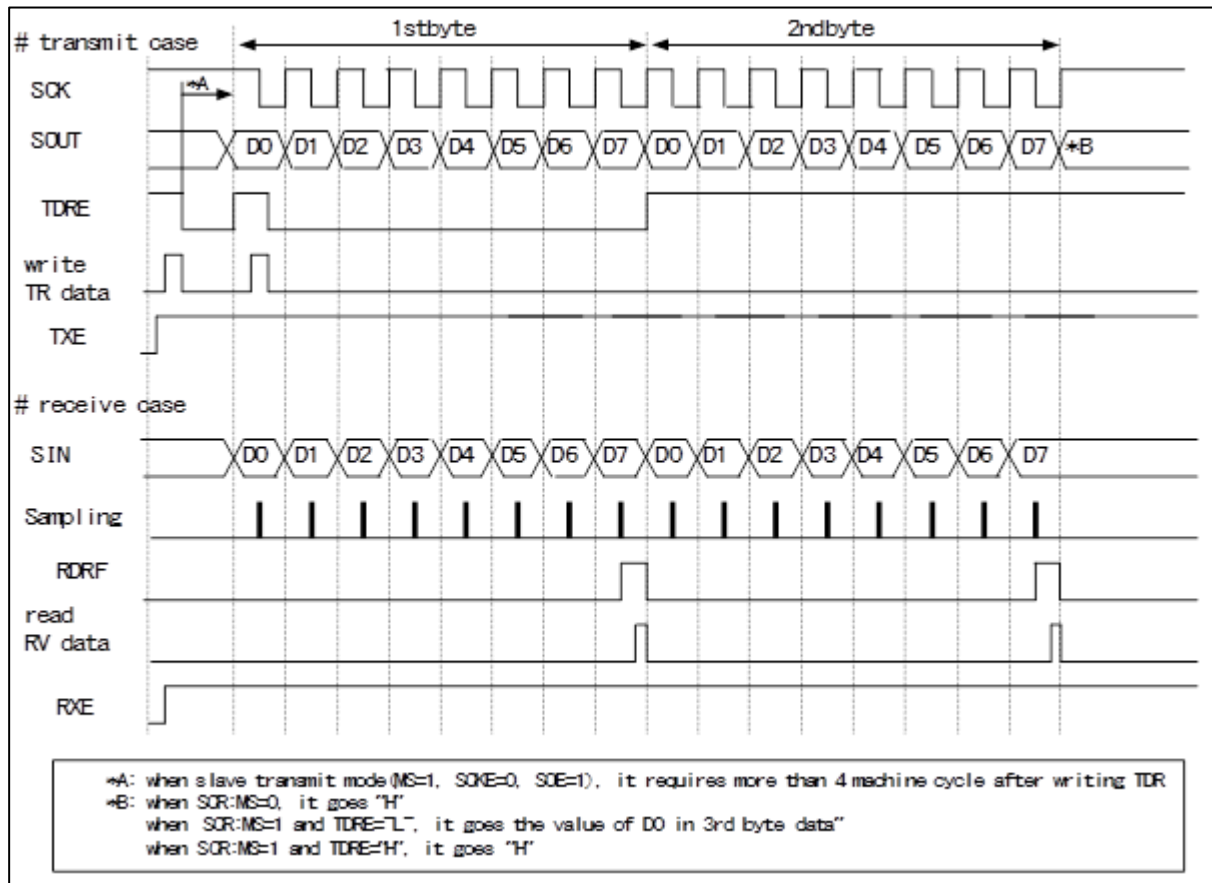 1stbyte 2ndbyte
# transmit case
SCK *A
SOUT D0 D1 D2 D3 D4 D5 D6 D7 D0 D1 D2 D3 D4 D5 D6 D7 *B
TDRE
write
TR data
TXE
# receive case
SIN D0 D1 D2 D3 D4 D5 D6 D7 D0 D1 D2 D3 D4 D5 D6 D7
Sampling
RDRF
read
RV data
RXE
*A: when slave transmit mode(MS=1, SCKE=0, SOE=1), it requires more than 4 machine cycle after writing TDR
*B: when SCR:MS=0, it goes "H"
when SCR:MS=1 and TDRE="L", it goes the value of D0 in 3rd byte data"
when SCR:MS=1 and TDRE="H", it goes "H"